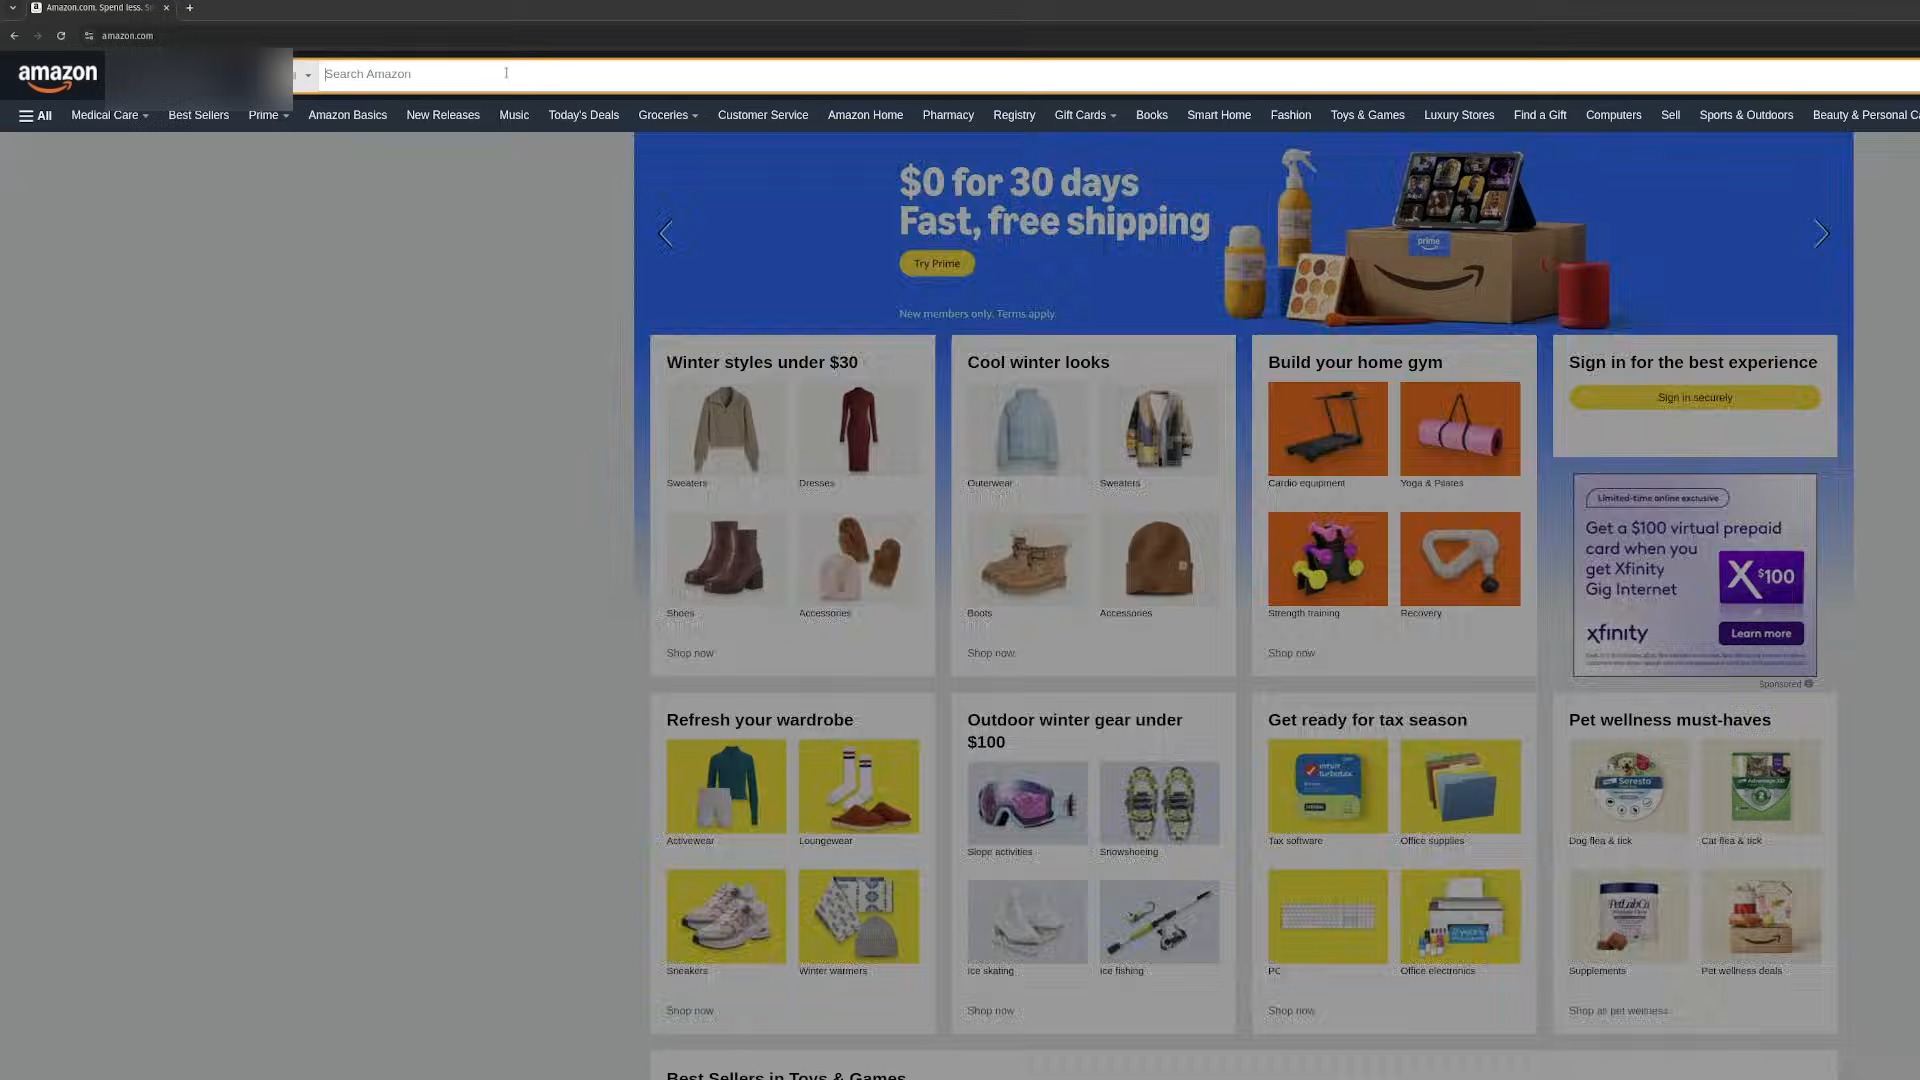 Amazon.com. Spend less. S
amazon.com
amazon
Search Amazon
All
Medical Care
Best Sellers
Prime
Amazon Basics
New Releases
Music
Today's Deals
Groceries
Customer Service
Amazon Home
Pharmacy
Registry
Gift Cards
Books
Smart Home
Fashion
Toys & Games
Luxury Stores
Find a Gift
Computers
Sell
Sports & Outdoors
Beauty & Personal Ca
$0 for 30 days
Fast, free shipping
Try Prime
New members only. Terms apply.
prime
Winter styles under $30
Sweaters
Dresses
Shoes
Accessories
Shop now
Cool winter looks
Outerwear
Sweaters
Boots
Accessories
Shop now
Build your home gym
Cardio equipment
Yoga & Pilates
Strength training
Recovery
Shop now
Sign in for the best experience
Sign in securely
Limited-time online exclusive
Get a $100 virtual prepaid
card when you
get Xfinity
Gig Internet
X $100
xfinity
Learn more
Sponsored
Refresh your wardrobe
Activewear
Loungewear
Sneakers
Winter warmers
Shop now
Outdoor winter gear under
$100
Slope activities
Snowshoeing
Ice skating
Ice fishing
Shop now
Get ready for tax season
intuit
turbotax
Tax software
Office supplies
PC
Office electronics
Shop now
Pet wellness must-haves
Seresto
Dog flea & tick
Cat flea & tick
PetLabCo
Supplements
Pet wellness deals
Shop all pet wellness
Best Sellers in Toys & Games